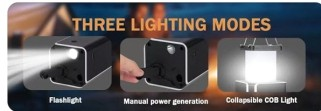 THREE LIGHTING MODES
Flashlight
Manual power generation
Collapsible COB Light